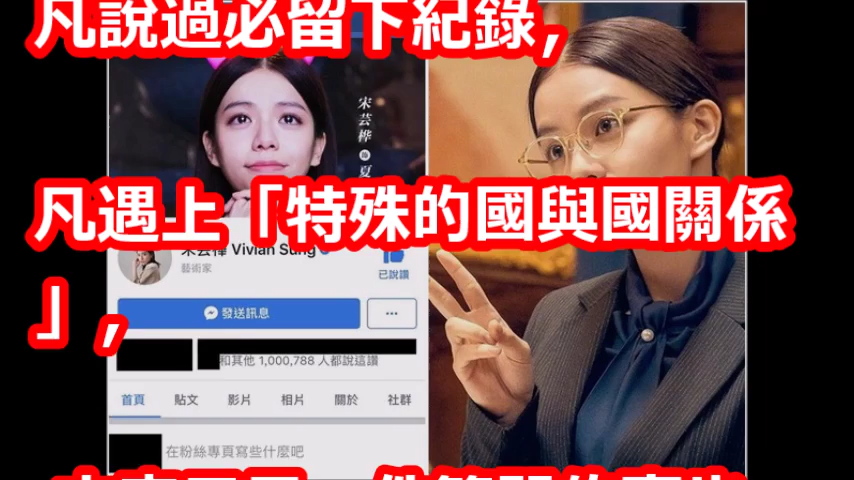 凡說過必留下紀錄,
宋芸樺 飾 夏
凡遇上「特殊的國與國關係
」,
宋芸樺 Vivian Sung
藝術家
已說讚
發送訊息
和其他 1,000,788 人都說這讚
首頁 貼文 影片 相片 關於 社群
在粉絲專頁寫些什麼吧